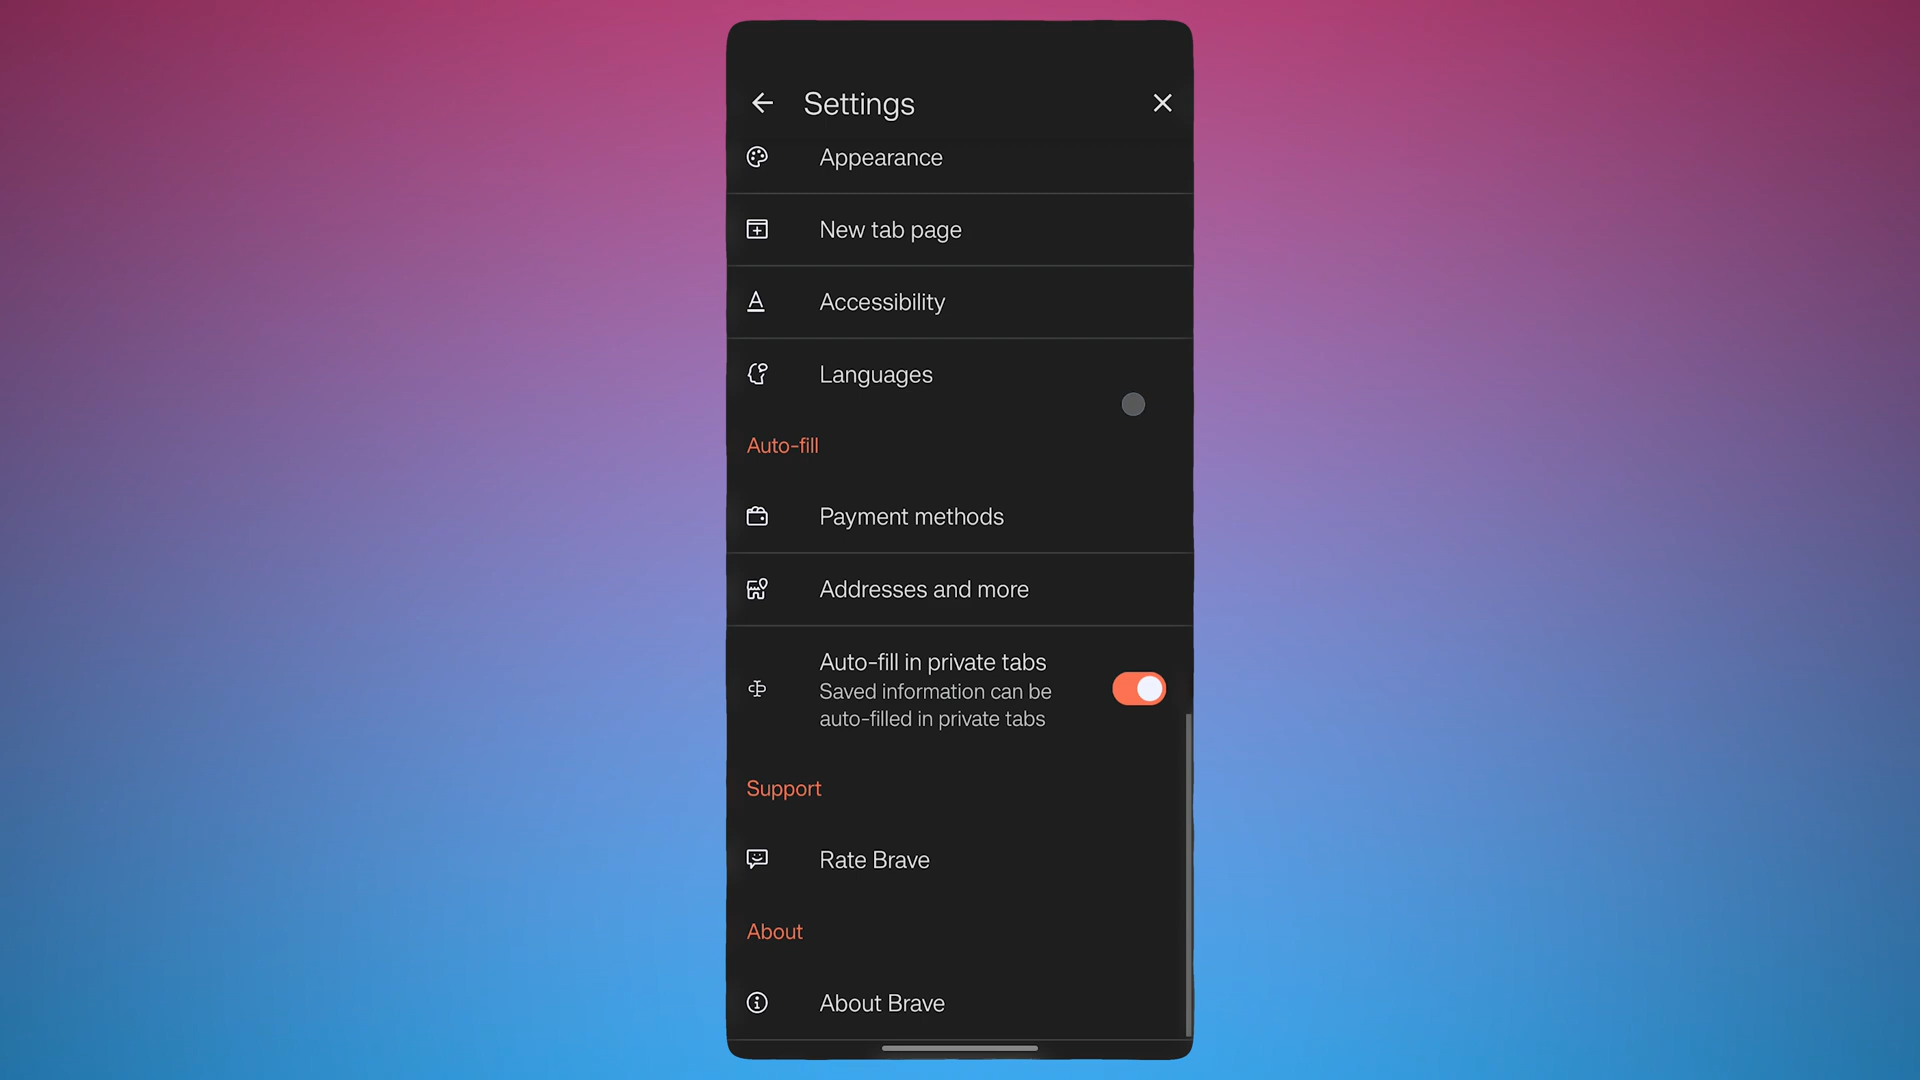 Settings
Appearance
New tab page
Accessibility
Languages
Auto-fill
Payment methods
Addresses and more
Auto-fill in private tabs
Saved information can be
auto-filled in private tabs
Support
Rate Brave
About
About Brave